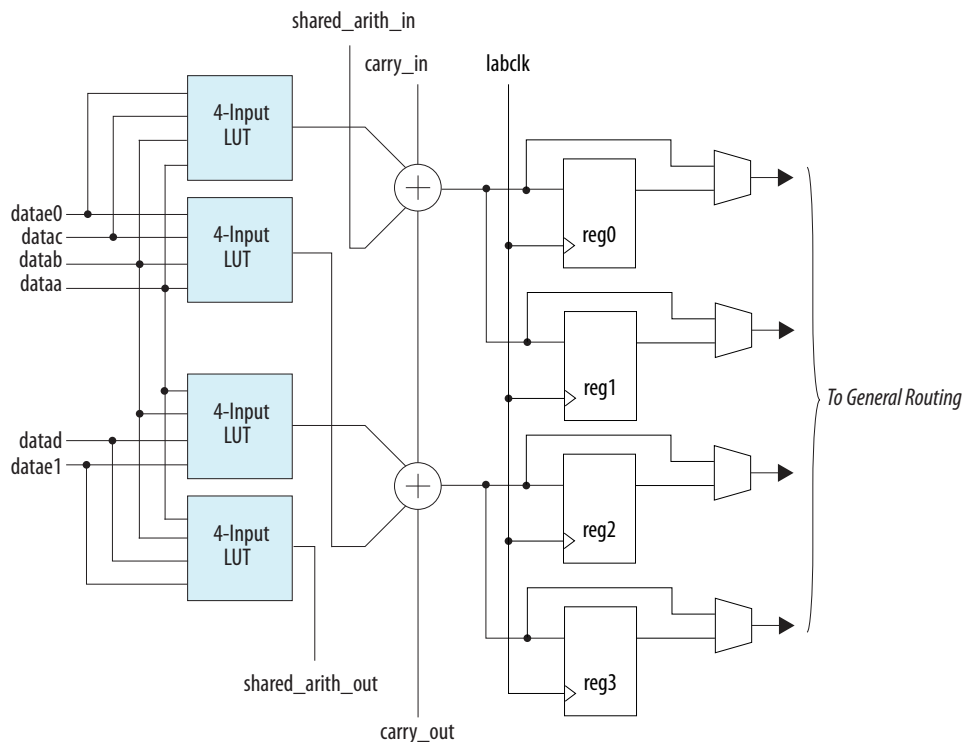 shared_arith_in
carry_in
labclk
4-Input
LUT
datae0
datac
datab
dataa
4-Input
LUT
+
reg0
reg1
To General Routing
4-Input
LUT
datad
datae1
+
4-Input
LUT
reg2
reg3
shared_arith_out
carry_out